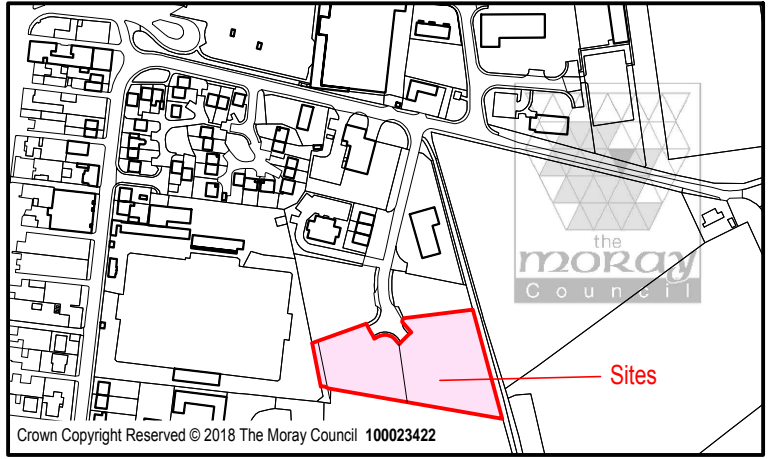 the
moray
Council
Sites
Crown Copyright Reserved © 2018 The Moray Council 100023422